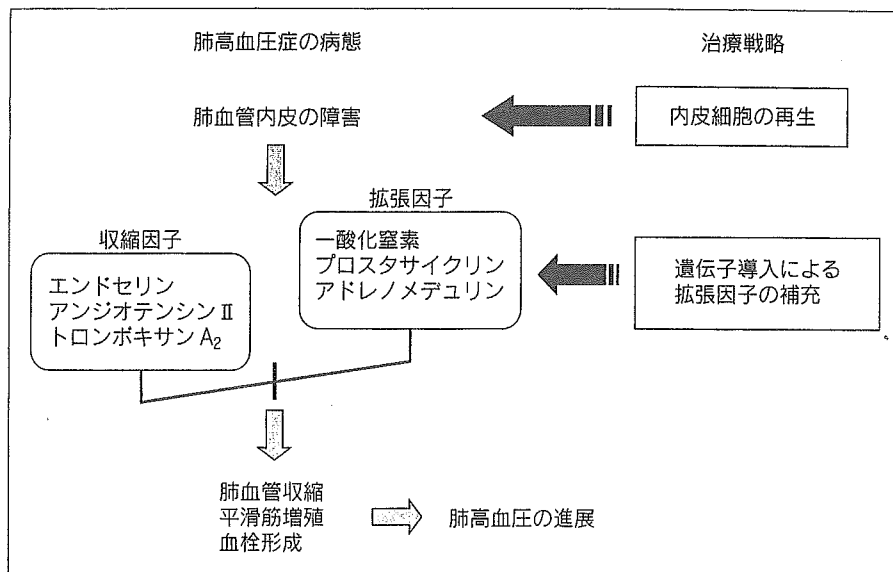 肺高血圧症の病態
治療戦略
肺血管内皮の障害
内皮細胞の再生
拡張因子
一酸化窒素
プロスタサイクリン
アドレノメデュリン
収縮因子
エンドセリン
アンジオテンシンⅡ
トロンボキサンA₂
遺伝子導入による
拡張因子の補充
肺血管収縮
平滑筋増殖
血栓形成
肺高血圧の進展